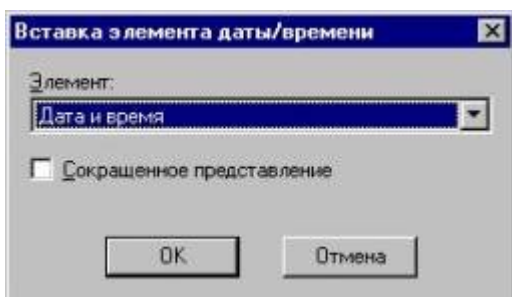 Вставка элемента даты/времени
Элемент:
Дата и время
Сокращенное представление
OK Отмена